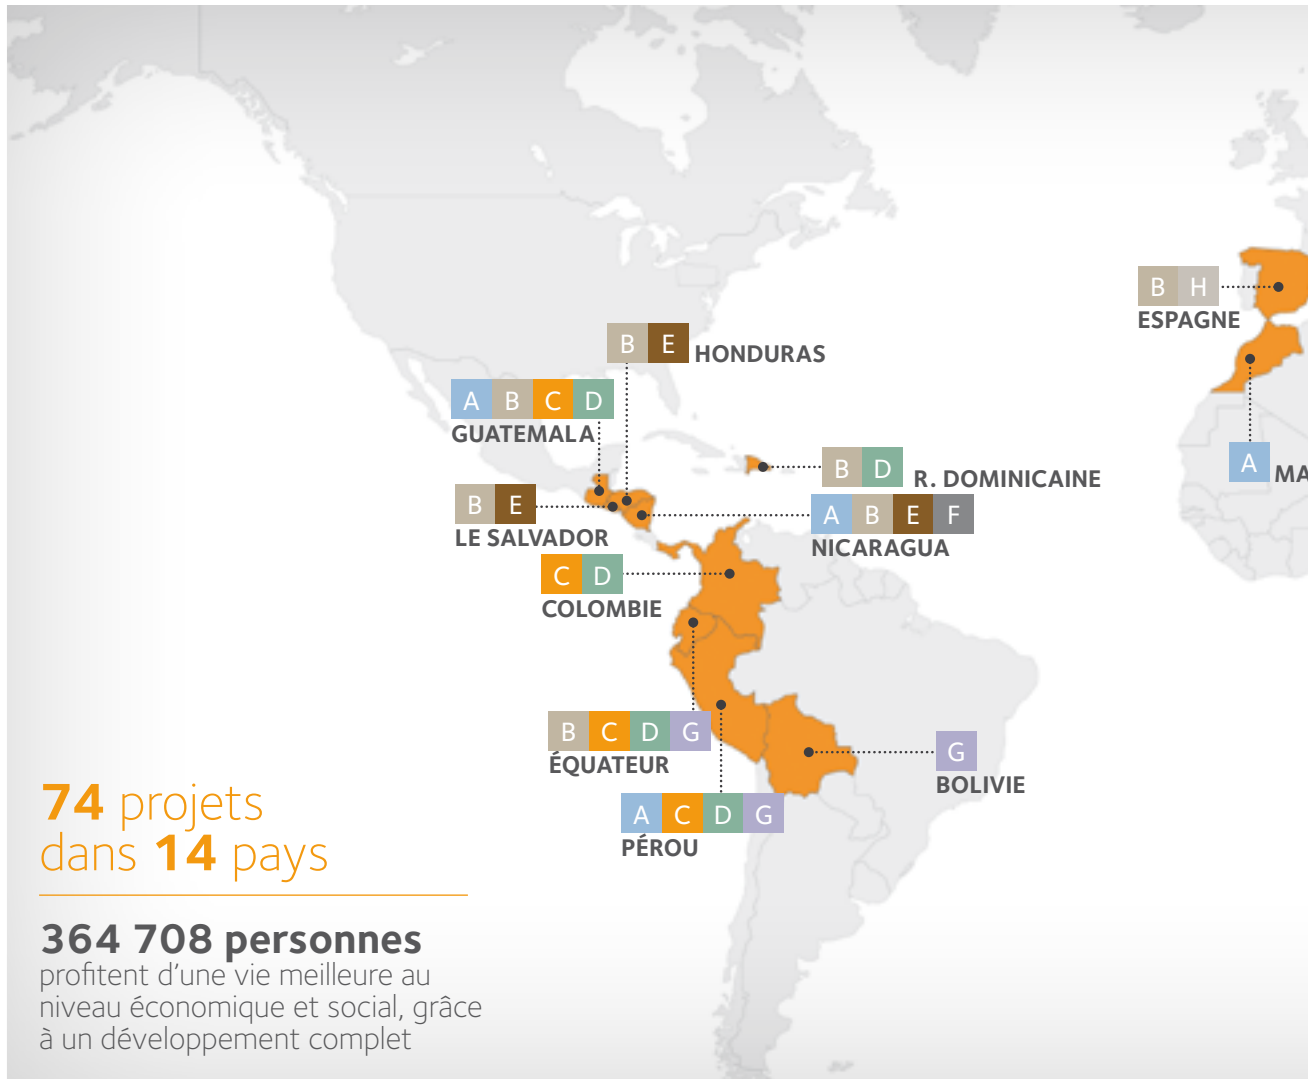 B H
ESPAGNE
B E HONDURAS
A B C D
GUATEMALA
B D R. DOMINICAINE
A MA
B E
LE SALVADOR
A B E F
NICARAGUA
C D
COLOMBIE
B C D G
ÉQUATEUR
G
BOLIVIE
A C D G
PÉROU
74 projets
dans 14 pays
364 708 personnes
profitent d'une vie meilleure au
niveau économique et social, grâce
à un développement complet